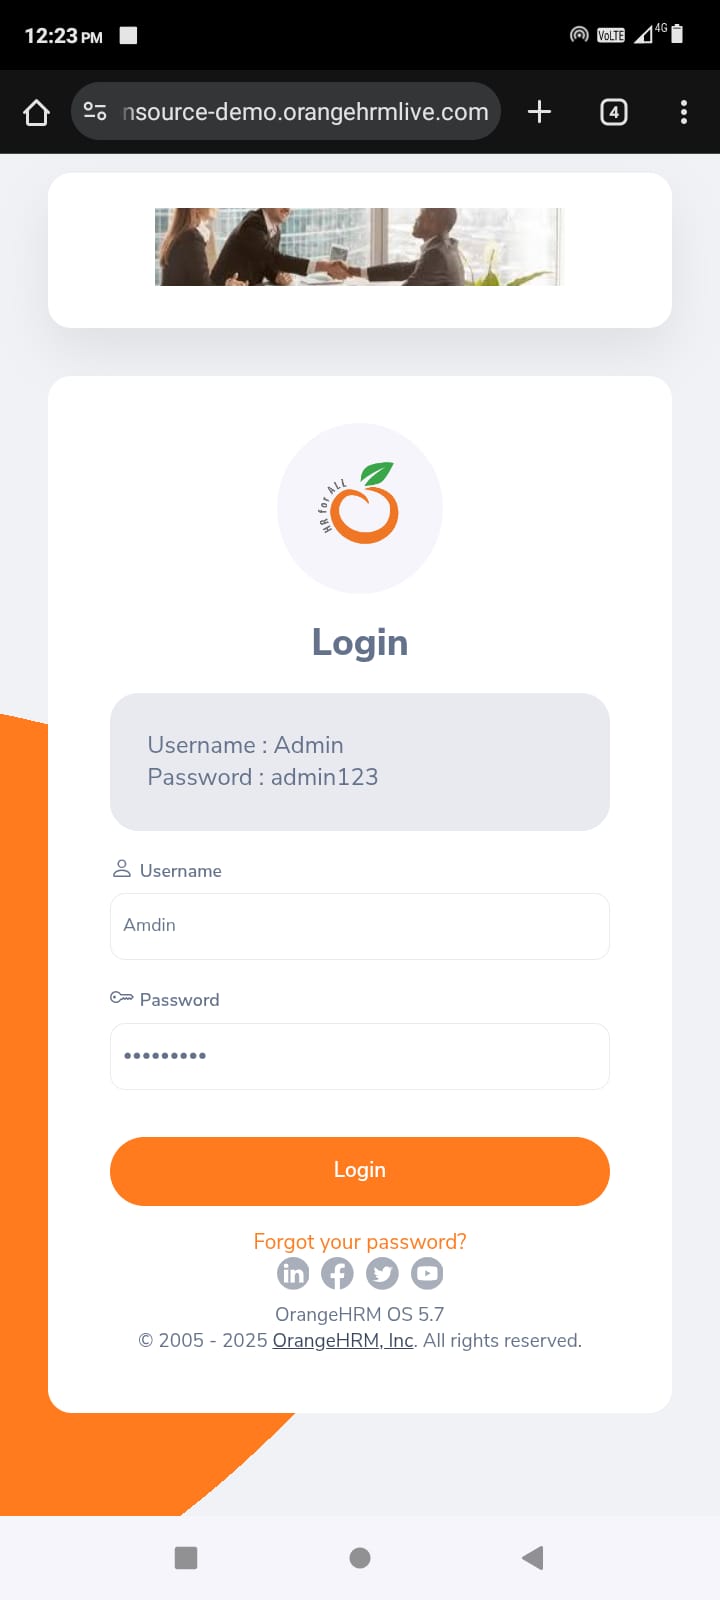 12:23 PM
VoLTE 4G
nsource-demo.orangehrmlive.com
4
HR for ALL
Login
Username : Admin
Password : admin123
Username
Amdin
Password
•••••••••
Login
Forgot your password?
OrangeHRM OS 5.7
© 2005 - 2025 OrangeHRM, Inc. All rights reserved.